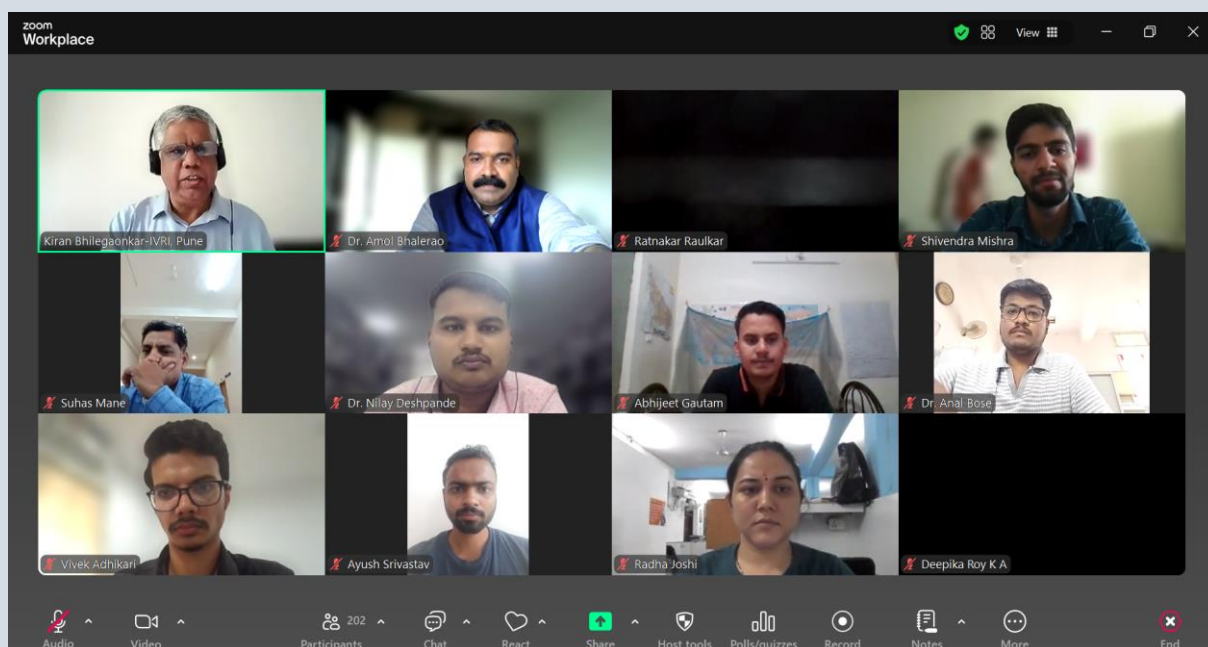 zoom
Workplace
View
Kiran Bhilegaonkar-IVRI, Pune
Dr. Amol Bhalerao
Ratnakar Raulkar
Shivendra Mishra
Suhas Mane
Dr. Nilay Deshpande
Abhijeet Gautam
Dr. Anal Bose
Vivek Adhikari
Ayush Srivastav
Radha Joshi
Deepika Roy K A
202
Audio
Video
Participants
Chat
React
Share
Host tools
Polls/quizzes
Record
Notes
More
End